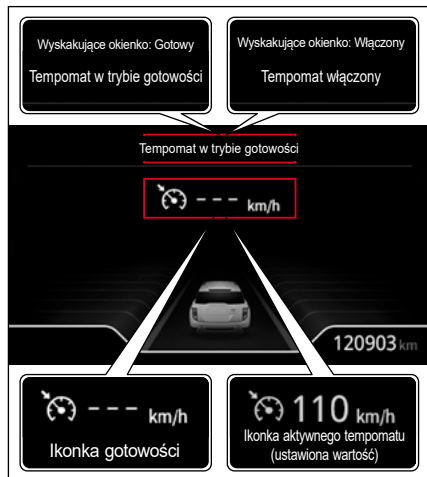 Wyskakujące okienko: Gotowy
Tempomat w trybie gotowości
Wyskakujące okienko: Włączony
Tempomat włączony
Tempomat w trybie gotowości
--- km/h
120903 km
--- km/h
Ikonka gotowości
110 km/h
Ikonka aktywnego tempomatu
(ustawiona wartość)